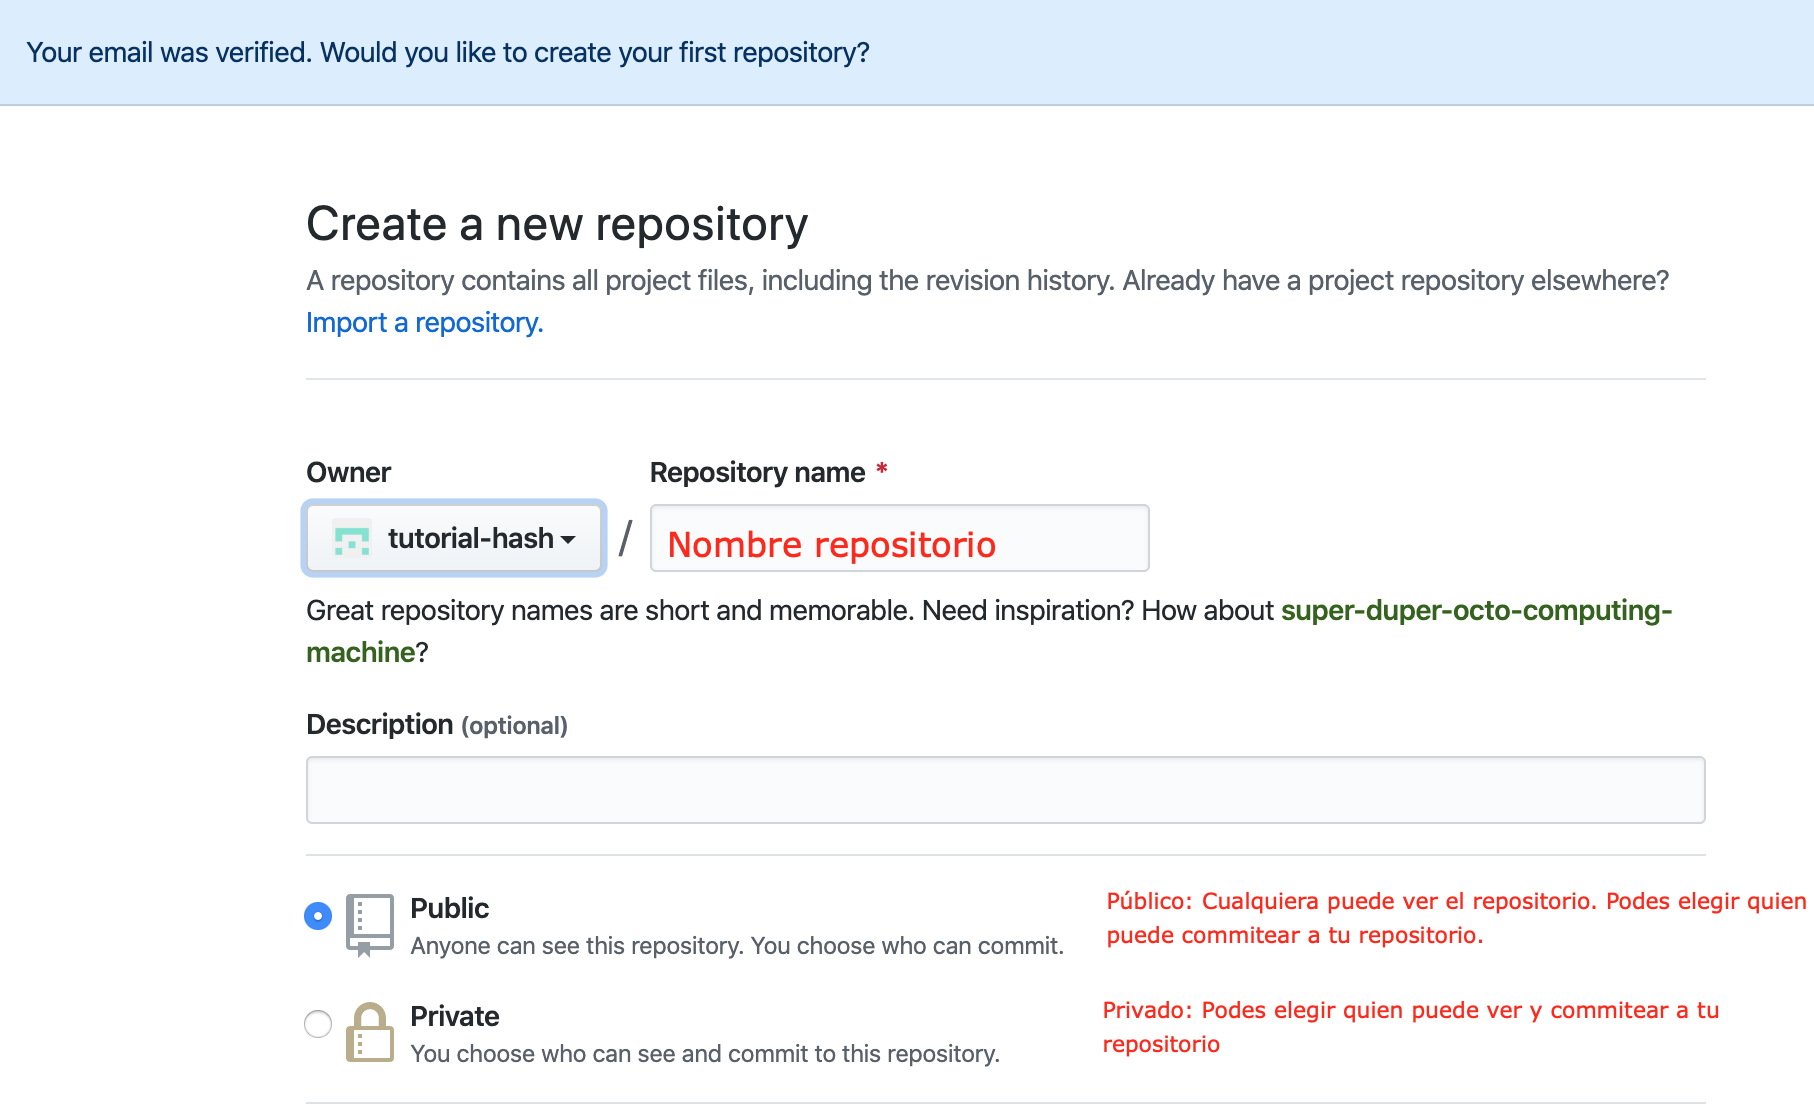 Your email was verified. Would you like to create your first repository?
Create a new repository
A repository contains all project files, including the revision history. Already have a project repository elsewhere?
Import a repository.
Owner
Repository name *
tutorial-hash
/
Nombre repositorio
Great repository names are short and memorable. Need inspiration? How about super-duper-octo-computing-
machine?
Description (optional)
Public
Anyone can see this repository. You choose who can commit.
Público: Cualquiera puede ver el repositorio. Podes elegir quien
puede commitear a tu repositorio.
Private
You choose who can see and commit to this repository.
Privado: Podes elegir quien puede ver y commitear a tu
repositorio